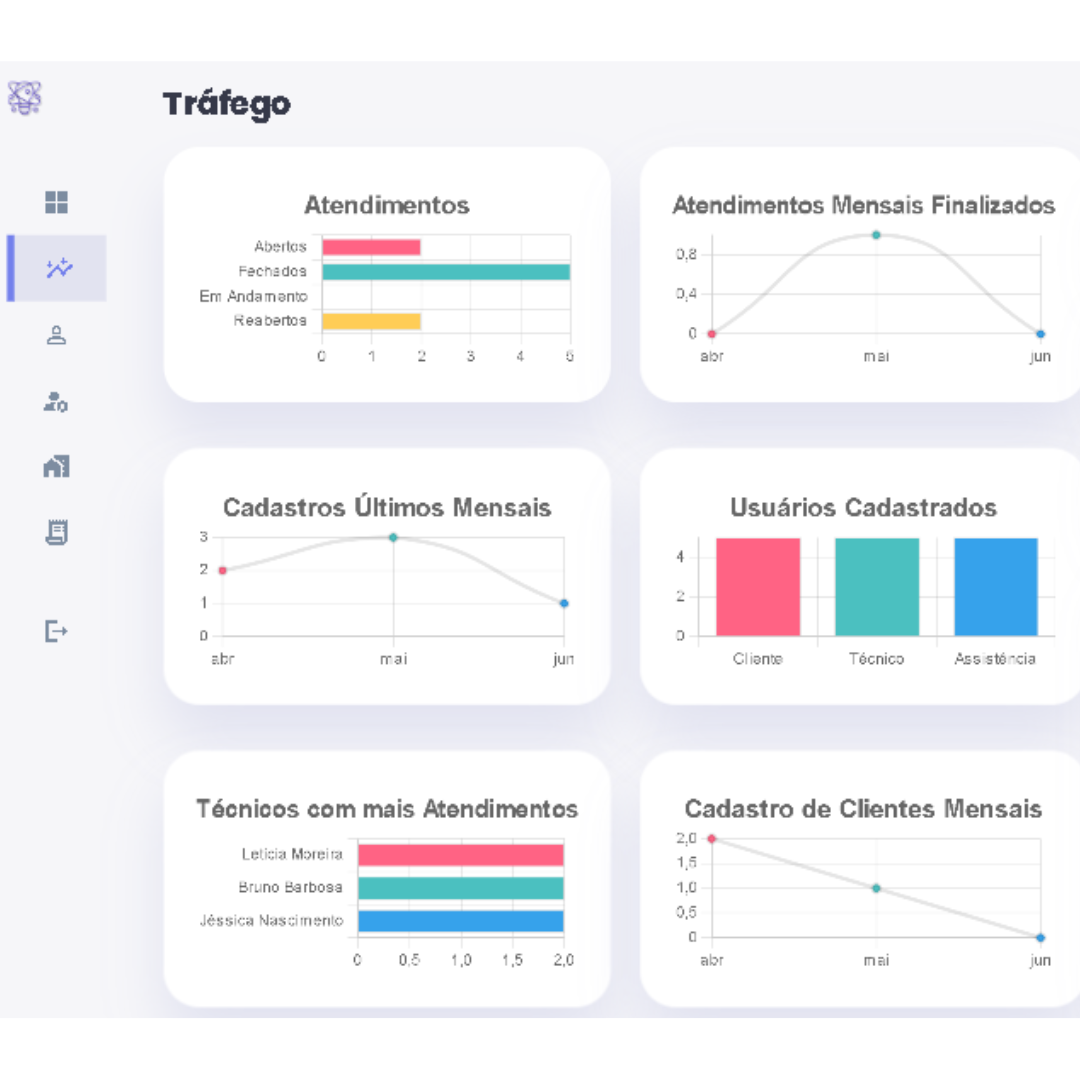 Tráfego
Atendimentos
Abertos
Fechados
Em Andamento
Reabertos
0 1 2 3 4 5
Atendimentos Mensais Finalizados
0,8
0,4
0
abr mai jun
Cadastros Últimos Mensais
3
2
1
0
abr mai jun
Usuários Cadastrados
4
2
0
Cliente Técnico Assistência
Técnicos com mais Atendimentos
Letícia Moreira
Bruno Barbosa
Jéssica Nascimento
0 0,5 1,0 1,5 2,0
Cadastro de Clientes Mensais
2,0
1,5
1,0
0,5
0
abr mai jun